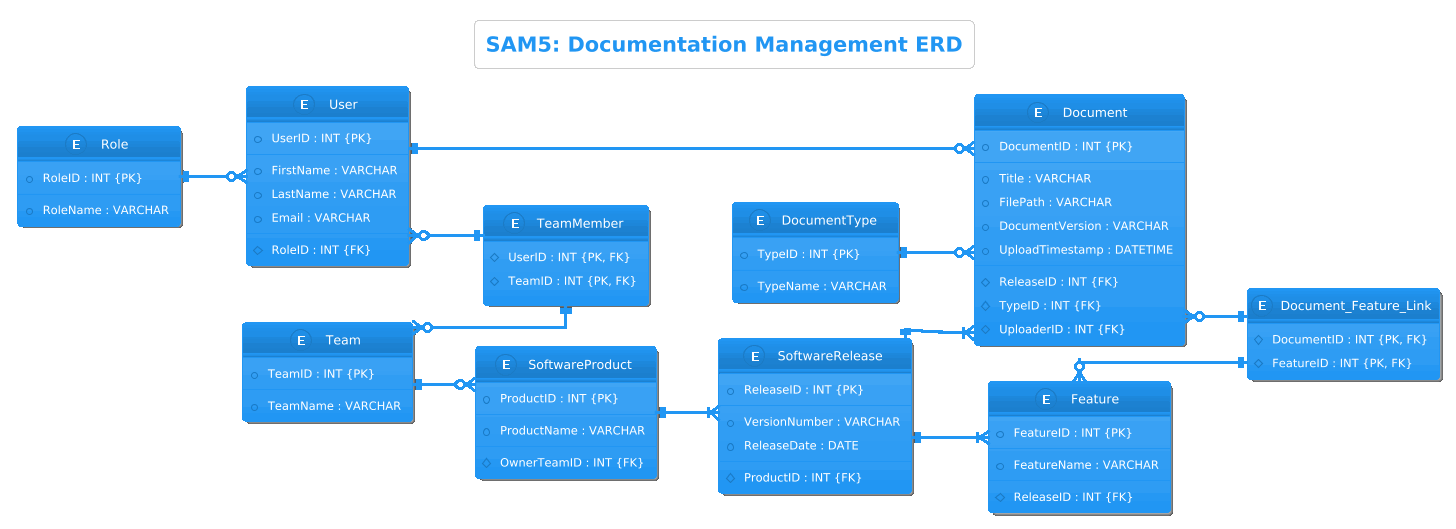 SAM5: Documentation Management ERD
E Role
RoleID : INT {PK}
RoleName : VARCHAR
E User
UserID : INT {PK}
FirstName : VARCHAR
LastName : VARCHAR
Email : VARCHAR
RoleID : INT {FK}
E TeamMember
UserID : INT {PK, FK}
TeamID : INT {PK, FK}
E Team
TeamID : INT {PK}
TeamName : VARCHAR
E SoftwareProduct
ProductID : INT {PK}
ProductName : VARCHAR
OwnerTeamID : INT {FK}
E DocumentType
TypeID : INT {PK}
TypeName : VARCHAR
E SoftwareRelease
ReleaseID : INT {PK}
VersionNumber : VARCHAR
ReleaseDate : DATE
ProductID : INT {FK}
E Document
DocumentID : INT {PK}
Title : VARCHAR
FilePath : VARCHAR
DocumentVersion : VARCHAR
UploadTimestamp : DATETIME
ReleaseID : INT {FK}
TypeID : INT {FK}
UploaderID : INT {FK}
E Feature
FeatureID : INT {PK}
FeatureName : VARCHAR
ReleaseID : INT {FK}
E Document_Feature_Link
DocumentID : INT {PK, FK}
FeatureID : INT {PK, FK}